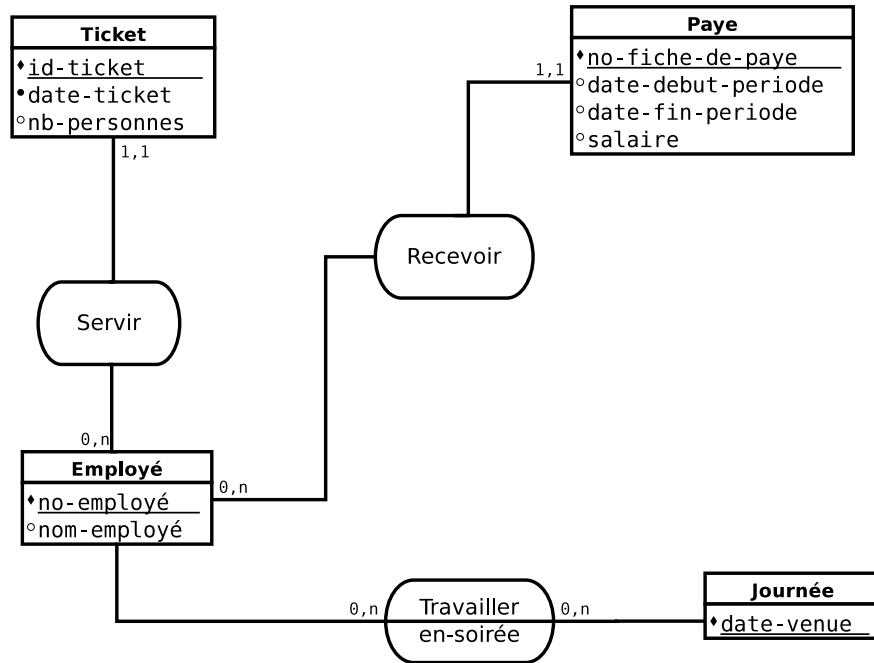 Ticket
id-ticket
date-ticket
nb-personnes
1,1
Paye
no-fiche-de-paye
date-debut-periode
date-fin-periode
salaire
1,1
Recevoir
Servir
0,n
Employé
no-employé
nom-employé
0,n
0,n
Travailler
en-soirée
0,n
Journée
date-venue